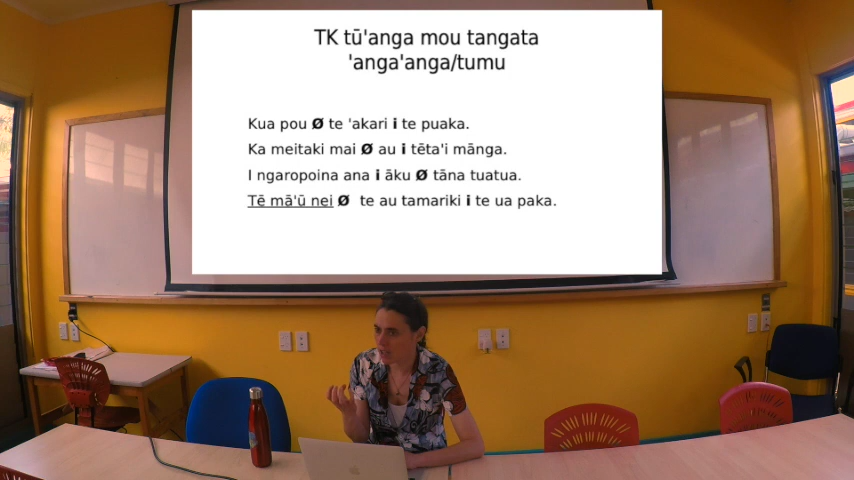 TK tū'anga mou tangata
'anga'anga/tumu
Kua pou Ø te 'akari i te puaka.
Ka meitaki mai Ø au i tēta'i mānga.
I ngaropoina ana i āku Ø tāna tuatua.
Tē mā'ū nei Ø te au tamariki i te ua paka.